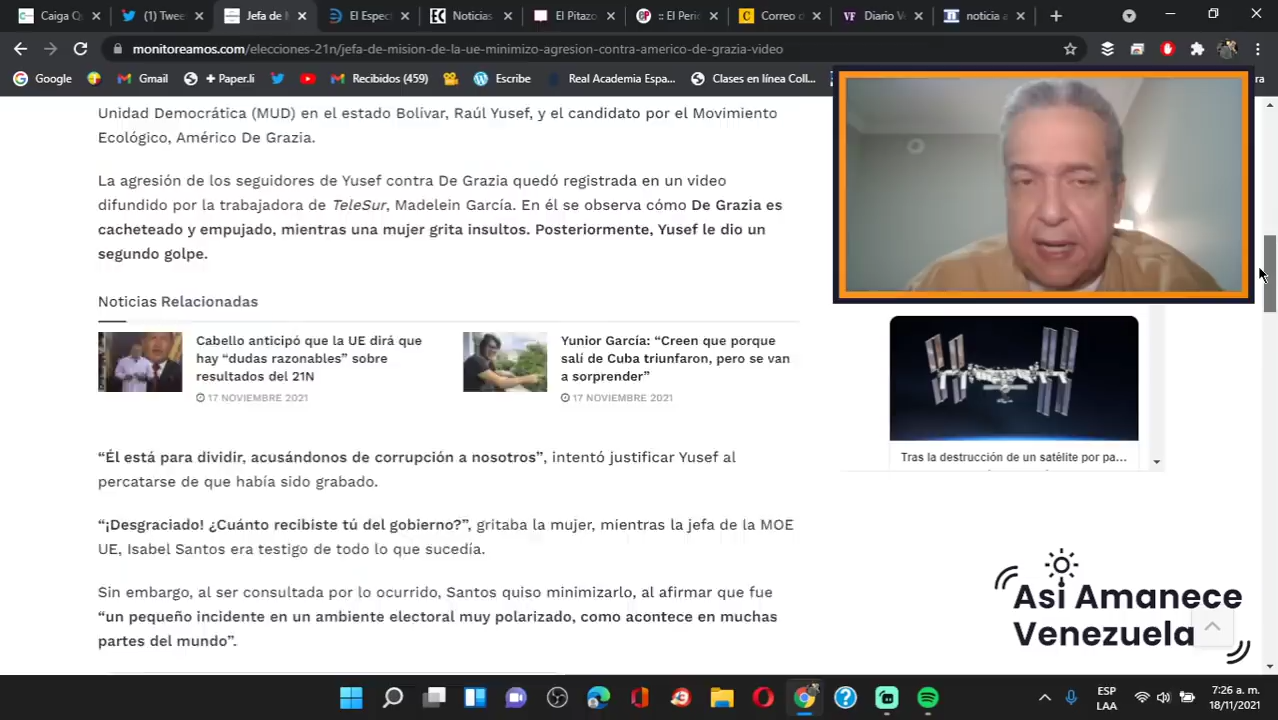 Caiga Q
(1) Twee
Jefa de M
El Especi
Noticias
El Pitazo
:: El Peri
Correo d
Diario V
noticia a
monitoreamos.com/elecciones-21n/jefa-de-mision-de-la-ue-minimizo-agresion-contra-americo-de-grazia-video
Google
Gmail
+ Paper.li
Recibidos (459)
Escribe
Real Academia Espa...
Clases en línea Coll...
Unidad Democrática (MUD) en el estado Bolívar, Raúl Yusef, y el candidato por el Movimiento
Ecológico, Américo De Grazia.
La agresión de los seguidores de Yusef contra De Grazia quedó registrada en un video
difundido por la trabajadora de TeleSur, Madelein García. En él se observa cómo De Grazia es
cacheteado y empujado, mientras una mujer grita insultos. Posteriormente, Yusef le dio un
segundo golpe.
Noticias Relacionadas
Cabello anticipó que la UE dirá que
hay “dudas razonables” sobre
resultados del 21N
17 NOVIEMBRE 2021
Yunior García: “Creen que porque
salí de Cuba triunfaron, pero se van
a sorprender”
17 NOVIEMBRE 2021
Tras la destrucción de un satélite por pa...
“Él está para dividir, acusándonos de corrupción a nosotros”, intentó justificar Yusef al
percatarse de que había sido grabado.
“¡Desgraciado! ¿Cuánto recibiste tú del gobierno?”, gritaba la mujer, mientras la jefa de la MOE
UE, Isabel Santos era testigo de todo lo que sucedía.
Sin embargo, al ser consultada por lo ocurrido, Santos quiso minimizarlo, al afirmar que fue
“un pequeño incidente en un ambiente electoral muy polarizado, como acontece en muchas
partes del mundo”.
Asi Amanece
Venezuela
ESP
LAA
7:26 a. m.
18/11/2021